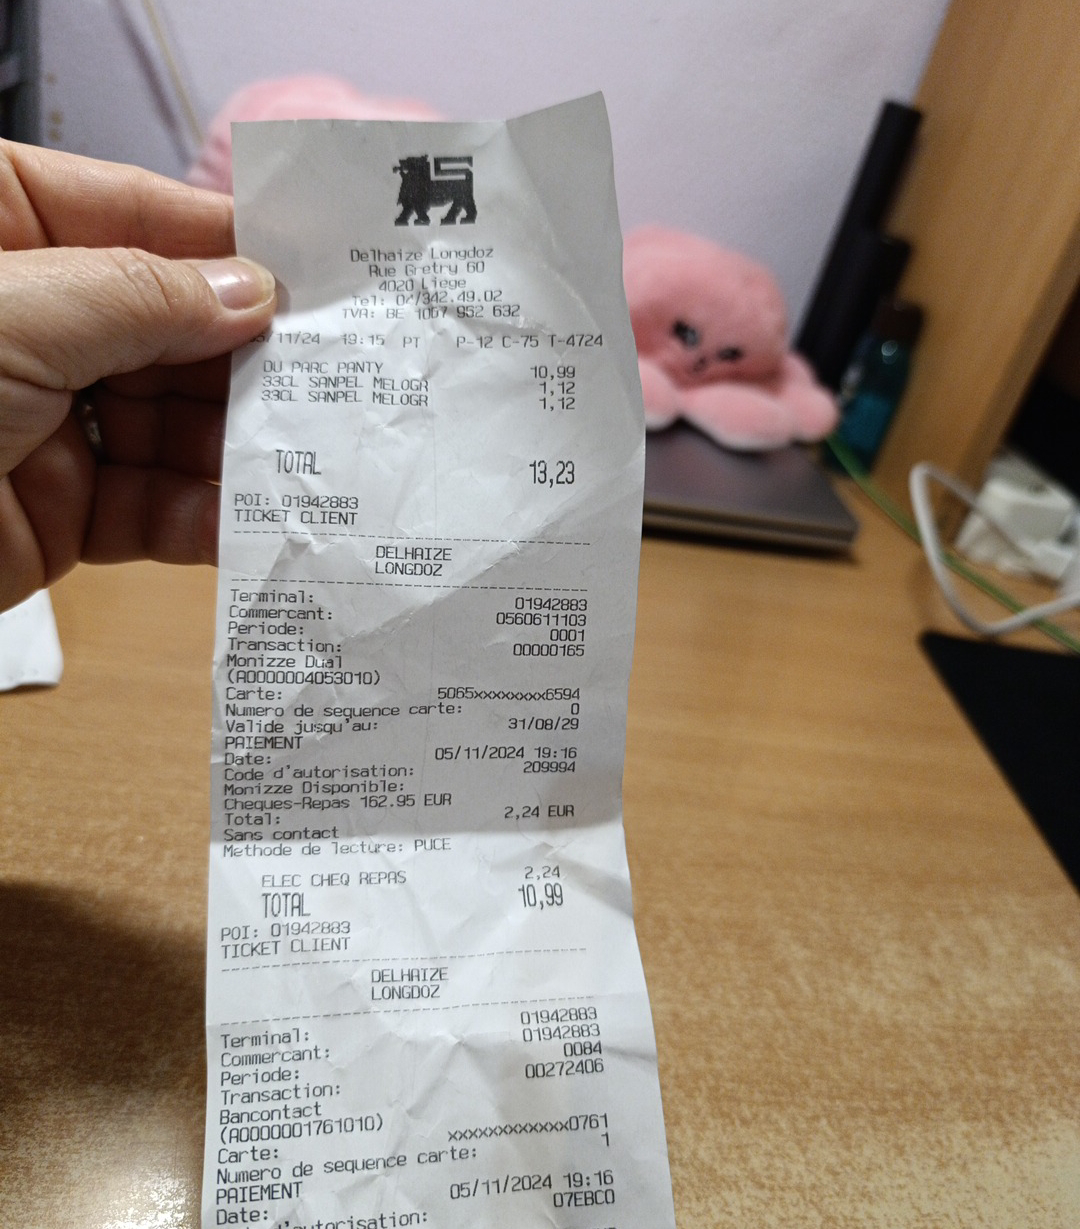 Delhaize Longdoz
Rue Gretry 60
4020 Liege
Tel: 04/342.49.02
TVA: BE 1007 952 632
/11/24 19:15 PT P-12 C-75 T-4724
OU PARC PANTY 10,99
33CL SANPEL MELOGR 1,12
33CL SANPEL MELOGR 1,12
TOTAL 13,23
POI: 01942883
TICKET CLIENT
DELHAIZE
LONGDOZ
Terminal: 01942883
Commercant: 0560611103
Periode: 0001
Transaction: 00000165
Monizze Dual
(A0000004053010)
Carte: 5065xxxxxxxxx6594
Numero de sequence carte: 0
Valide jusqu'au: 31/08/29
PAIEMENT
Date: 05/11/2024 19:16
Code d'autorisation: 209994
Monizze Disponible:
Cheques-Repas 162.95 EUR
Total: 2,24 EUR
Sans contact
Methode de lecture: PUCE
ELEC CHEQ REPAS 2,24
TOTAL 10,99
POI: 01942883
TICKET CLIENT
DELHAIZE
LONGDOZ
Terminal: 01942883
Commercant: 01942883
Periode: 0084
Transaction: 00272406
Bancontact
(A0000001761010)
Carte: xxxxxxxxxxxxx0761
Numero de sequence carte: 1
PAIEMENT
Date: 05/11/2024 19:16
d'autorisation: 07EBC0